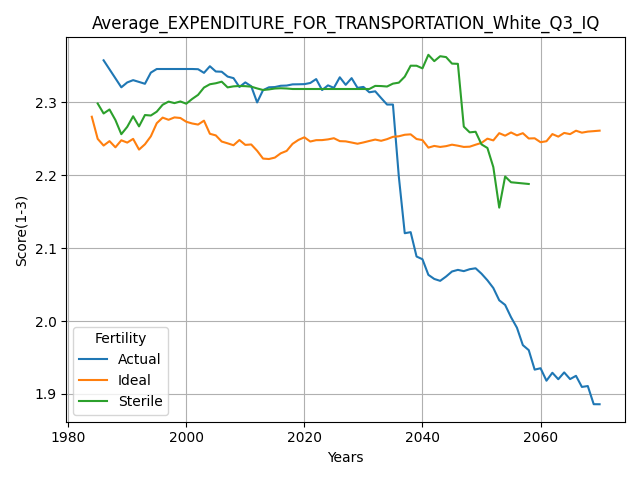 Average_EXPENDITURE_FOR_TRANSPORTATION_White_Q3_IQ
Score(1-3)
2.3
2.2
2.1
2.0
1.9
Fertility
Actual
Ideal
Sterile
1980
2000
2020
2040
2060
Years